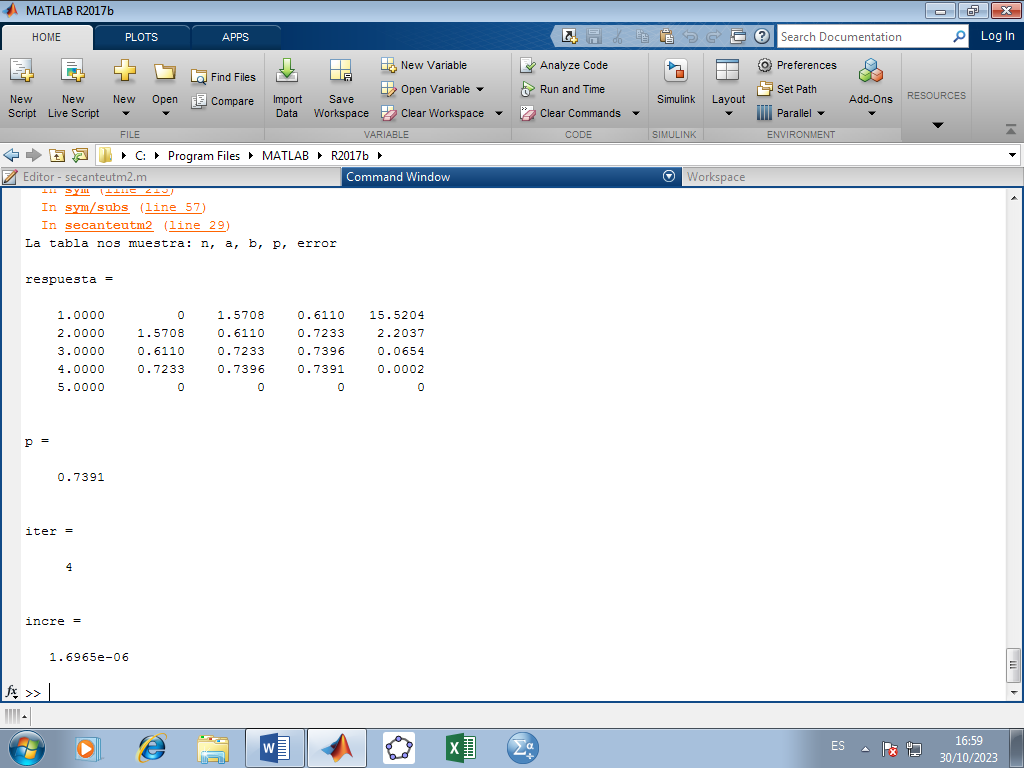 MATLAB R2017b
HOME PLOTS APPS Search Documentation Log In
New Script New Live Script New Open Find Files Compare Import Data Save Workspace New Variable Open Variable Clear Workspace Analyze Code Run and Time Clear Commands Simulink Layout Preferences Set Path Parallel Add-Ons RESOURCES
FILE VARIABLE CODE SIMULINK ENVIRONMENT
C: Program Files MATLAB R2017b
Editor - secanteutm2.m Command Window Workspace
In sym (line 215)
In sym/subs (line 57)
In secanteutm2 (line 29)
La tabla nos muestra: n, a, b, p, error
respuesta =
1.0000 0 1.5708 0.6110 15.5204
2.0000 1.5708 0.6110 0.7233 2.2037
3.0000 0.6110 0.7233 0.7396 0.0654
4.0000 0.7233 0.7396 0.7391 0.0002
5.0000 0 0 0 0
p =
0.7391
iter =
4
incre =
1.6965e-06
fx >>
ES 16:59
30/10/2023